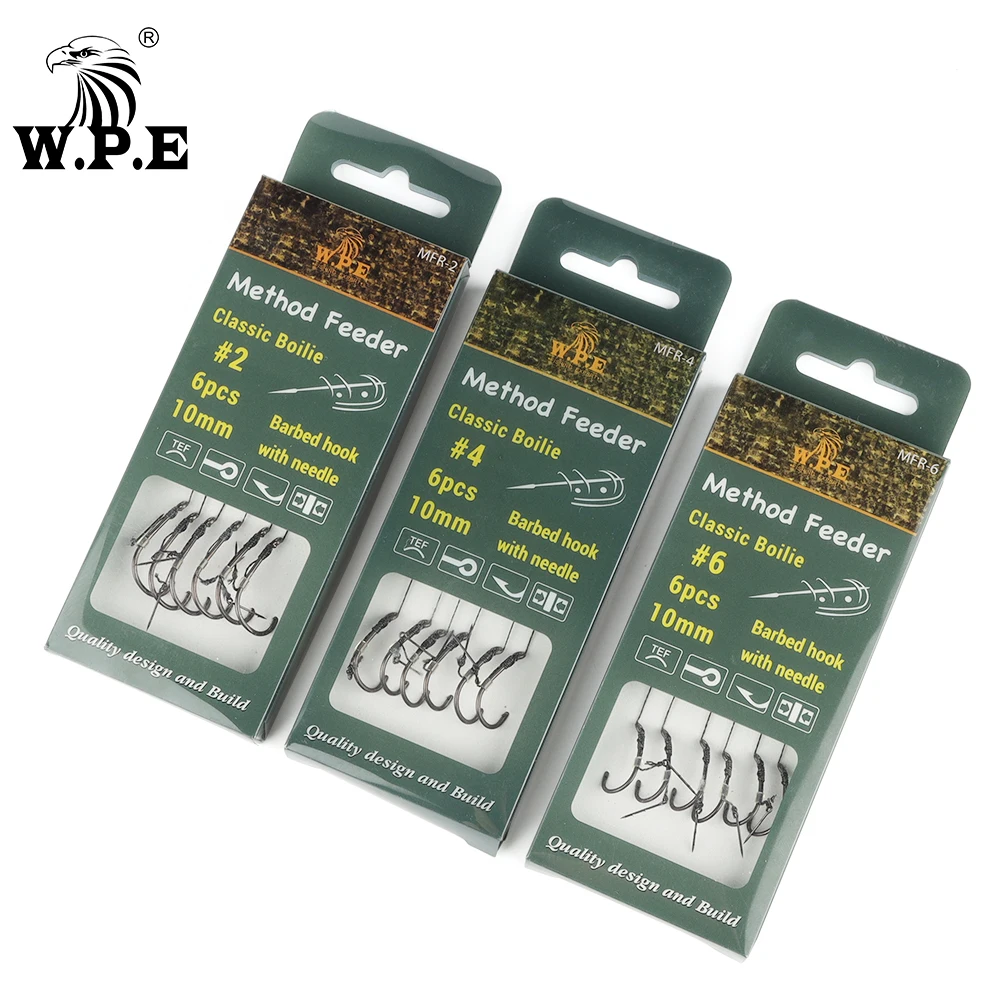 ®
W.P.E
W.P.E
MFR-2
Method Feeder
Classic Boilie
#2
6pcs
10mm
Barbed hook
with needle
TEF
Quality design and Build
W.P.E
MFR-4
Method Feeder
Classic Boilie
#4
6pcs
10mm
Barbed hook
with needle
TEF
Quality design and Build
W.P.E
MFR-6
Method Feeder
Classic Boilie
#6
6pcs
10mm
Barbed hook
with needle
TEF
Quality design and Build